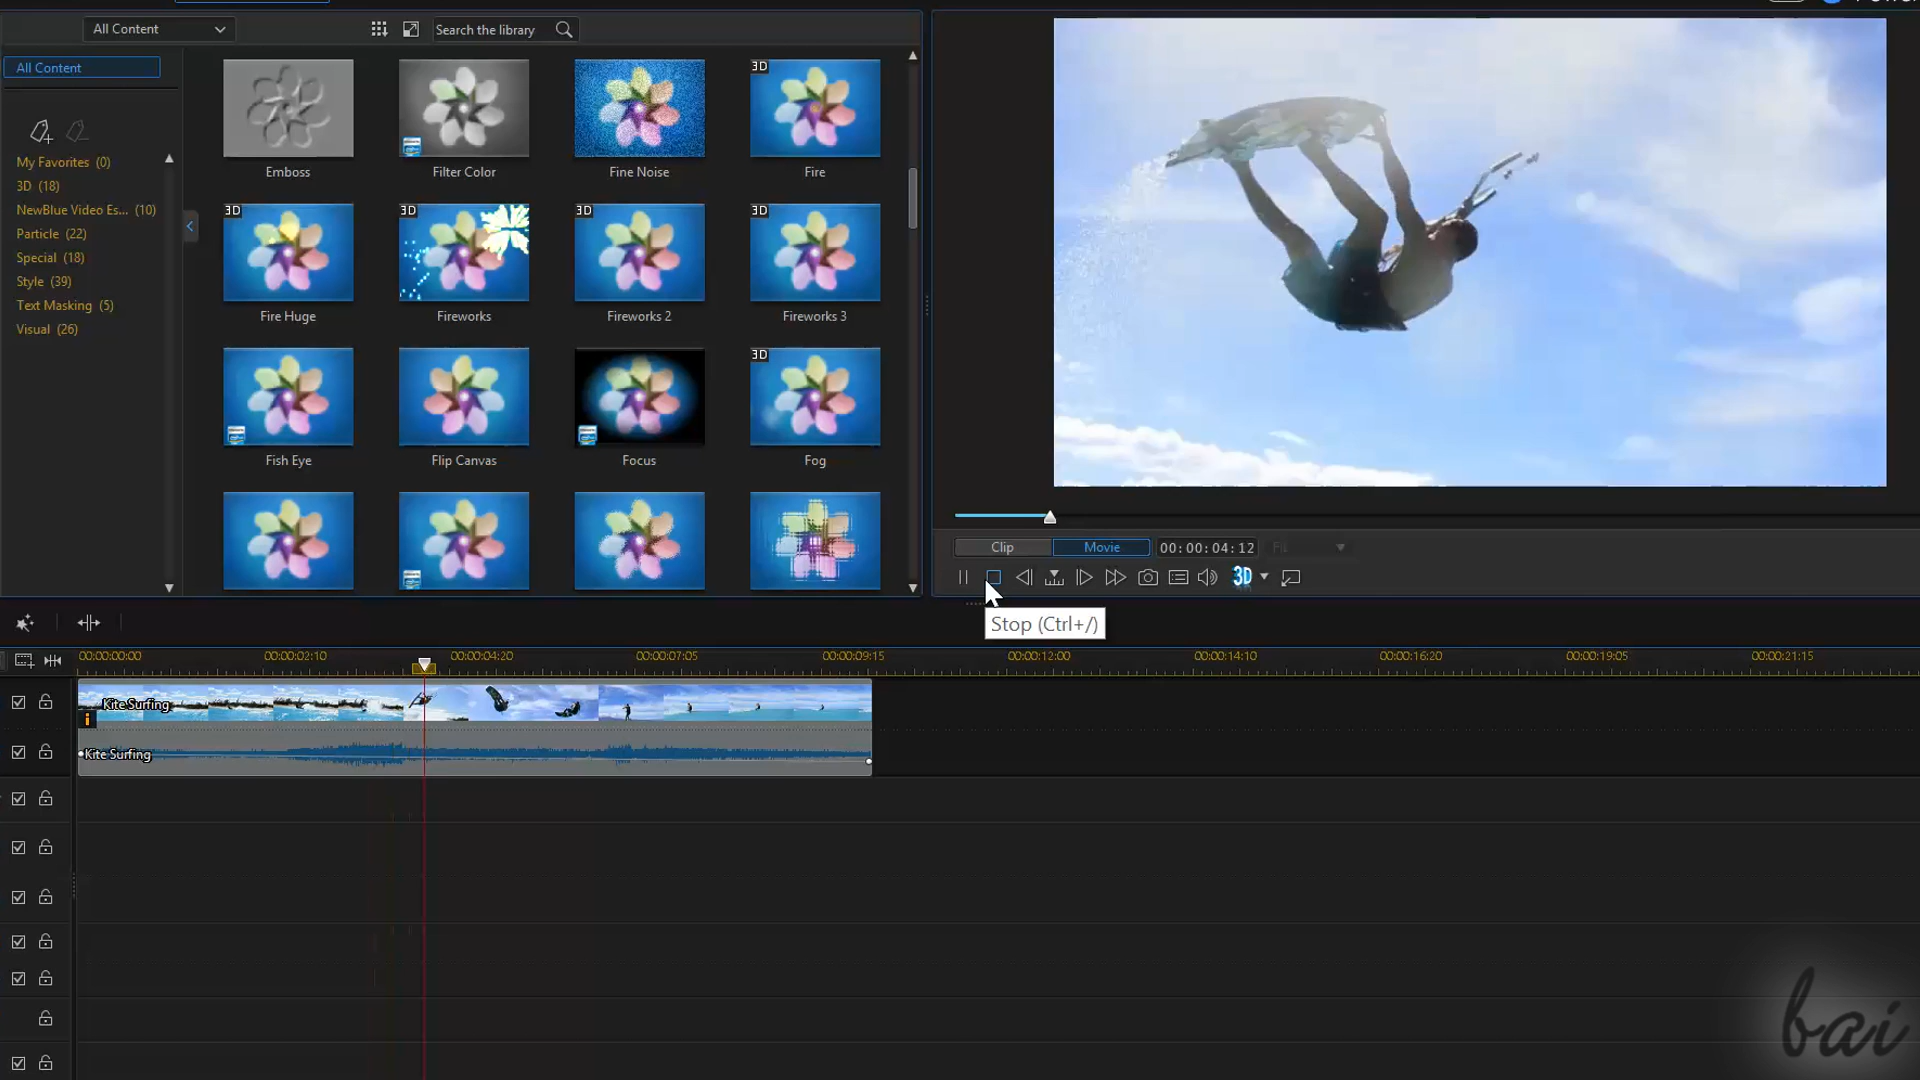 All Content
Search the library
All Content
My Favorites (0)
3D (18)
NewBlue Video Es... (10)
Particle (22)
Special (18)
Style (39)
Text Masking (5)
Visual (26)
3D
Emboss
Filter Color
Fine Noise
Fire
3D
3D
3D
3D
Fire Huge
Fireworks
Fireworks 2
Fireworks 3
3D
Fish Eye
Flip Canvas
Focus
Fog
Clip
Movie
00:00:04:12
Fit
3D
Stop (Ctrl+/)
00:00:00:00
00:00:02:10
00:00:04:20
00:00:07:05
00:00:09:15
00:00:12:00
00:00:14:10
00:00:16:20
00:00:19:05
00:00:21:15
Kite Surfing
i
Kite Surfing
bai